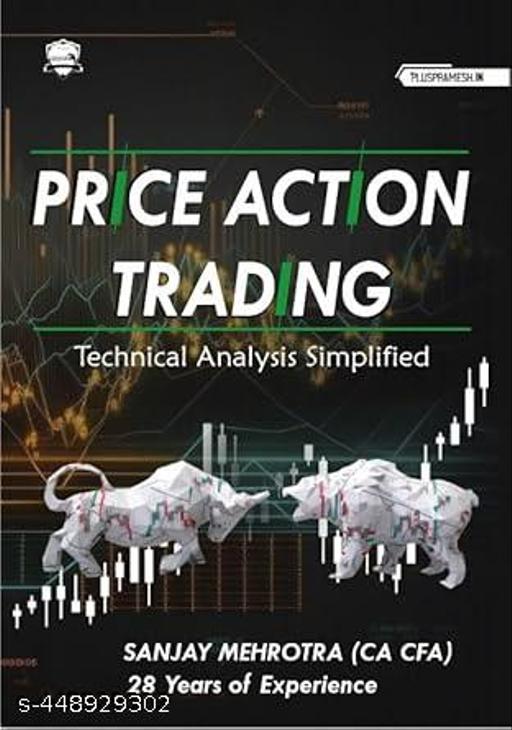 PLUSPRAMESH.IN
PRICE ACTION
TRADING
Technical Analysis Simplified
SANJAY MEHROTRA (CA CFA)
28 Years of Experience
s-448929302